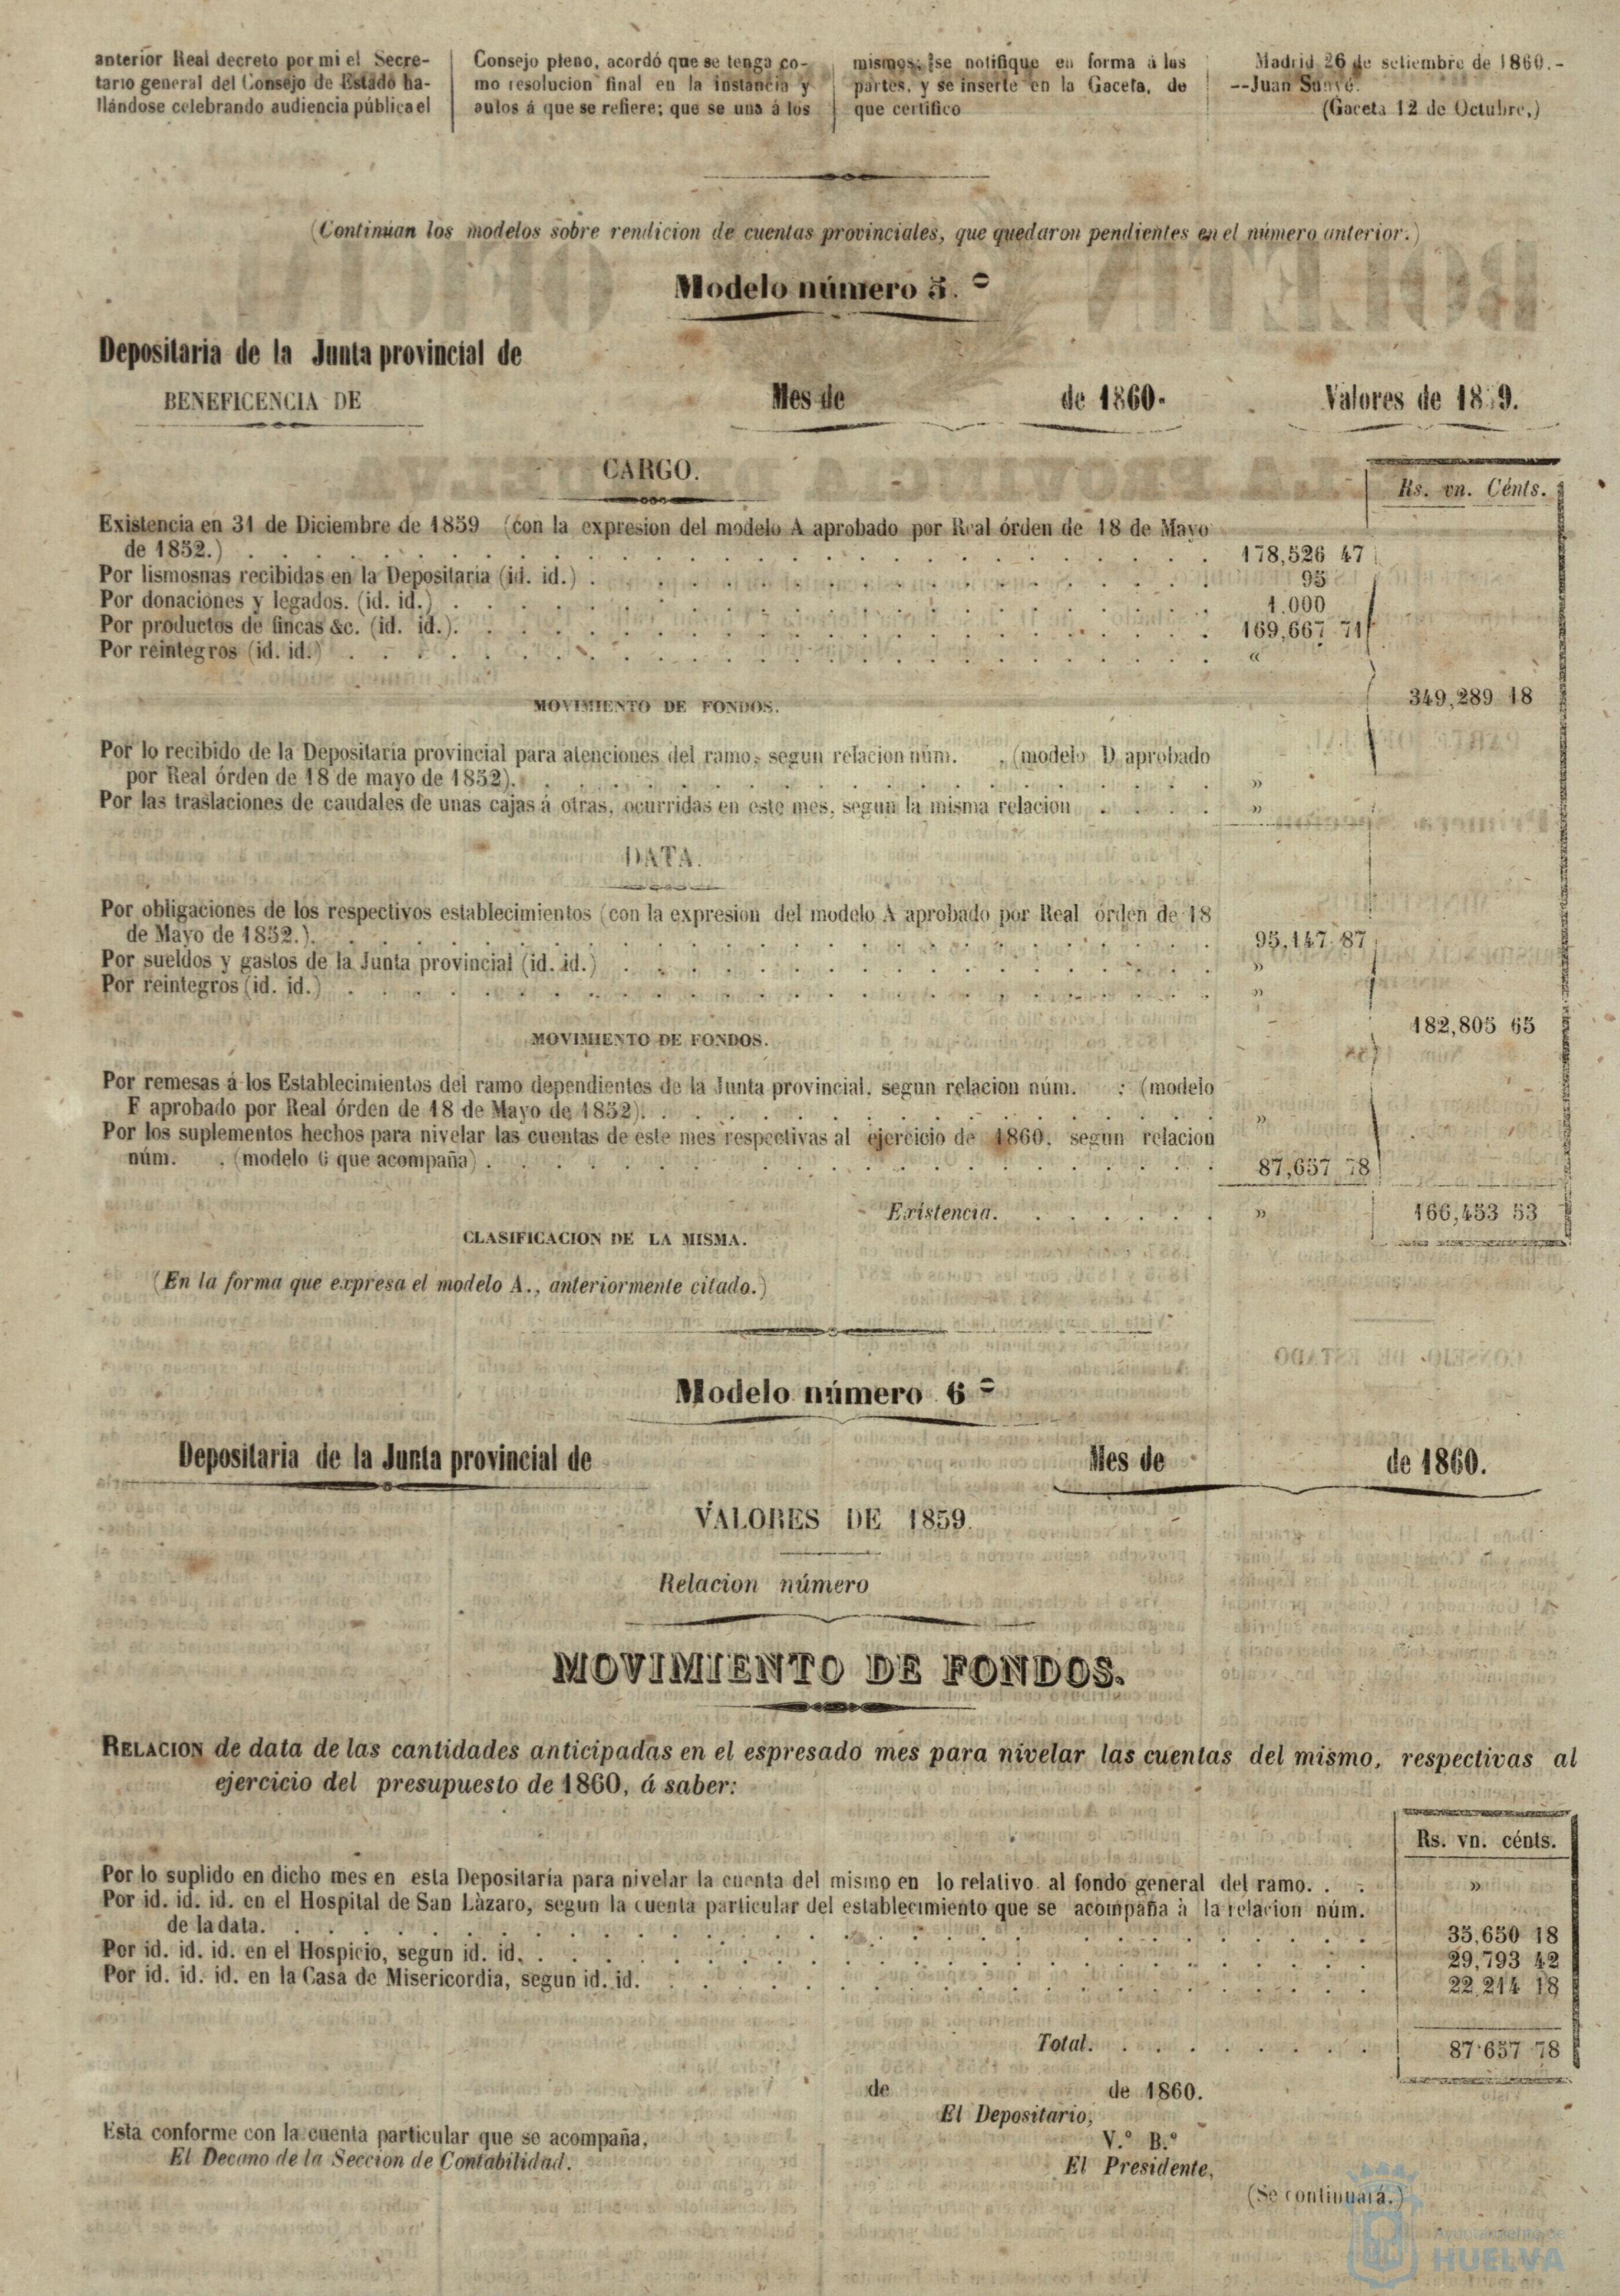 anterior Real decreto por mi el Secre-
tario general del Consejo de Estado ha-
llándose celebrando audiencia pública el
Consejo pleno, acordó que se tenga co-
mo resolucion final en la instancia y
autos á que se refiere; que se una á los
mismos; se notifique en forma á las
partes, y se inserte en la Gaceta, de
que certifico
Madrid 26 de setiembre de 1860.-
--Juan Sunyé.
(Gaceta 12 de Octubre.)
(Continuan los modelos sobre rendicion de cuentas provinciales, que quedaron pendientes en el número anterior.)
Modelo número 5.º
Depositaria de la Junta provincial de
BENEFICENCIA DE
Mes de de 1860.
Valores de 18 9.
CARGO.
Rs. vn. Cénts.
Existencia en 31 de Diciembre de 1859 (con la expresion del modelo A aprobado por Real órden de 18 de Mayo
de 1852.) 178,526 47
Por lismosnas recibidas en la Depositaria (id. id.) 95
Por donaciones y legados. (id. id.) 1.000
Por productos de fincas &c. (id. id.). 169,667 71
Por reintegros (id. id.) «
349,289 18
MOVIMIENTO DE FONDOS.
Por lo recibido de la Depositaria provincial para atenciones del ramo, segun relacion núm. . (modelo D aprobado
por Real órden de 18 de mayo de 1852). »
Por las traslaciones de caudales de unas cajas á otras, ocurridas en este mes, segun la misma relacion »
DATA.
Por obligaciones de los respectivos establecimientos (con la expresion del modelo A aprobado por Real órden de 18
de Mayo de 1852.). 95,147 87
Por sueldos y gastos de la Junta provincial (id. id.) »
Por reintegros (id. id.) »
182,805 65
MOVIMIENTO DE FONDOS.
Por remesas á los Establecimientos del ramo dependientes de la Junta provincial, segun relacion núm. : (modelo
F aprobado por Real órden de 18 de Mayo de 1852). »
Por los suplementos hechos para nivelar las cuentas de este mes respectivas al ejercicio de 1860. segun relacion
núm. . (modelo G que acompaña) 87,657 78
Existencia. » 166,453 53
CLASIFICACION DE LA MISMA.
(En la forma que expresa el modelo A., anteriormente citado.)
Modelo número 6º
Depositaria de la Junta provincial de
Mes de de 1860.
VALORES DE 1859.
Relacion número
MOVIMIENTO DE FONDOS.
RELACION de data de las cantidades anticipadas en el espresado mes para nivelar las cuentas del mismo, respectivas al
ejercicio del presupuesto de 1860, á saber:
Rs. vn. cénts.
Por lo suplido en dicho mes en esta Depositaría para nivelar la cuenta del mismo en lo relativo al fondo general del ramo. »
Por id. id. id. en el Hospital de San Làzaro, segun la cuenta particular del establecimiento que se acompaña à la relacion núm.
de la data. 35,650 18
Por id. id. id. en el Hospicio, segun id. id. 29,793 42
Por id. id. id. en la Casa de Misericordia, segun id. id. 22,214 18
Total. 87.657 78
de de 1860.
El Depositario,
Esta conforme con la cuenta particular que se acompaña,
El Decano de la Seccion de Contabilidad.
V.º B.º
El Presidente,
(Se continuará.)
Ayuntamiento de
HUELVA